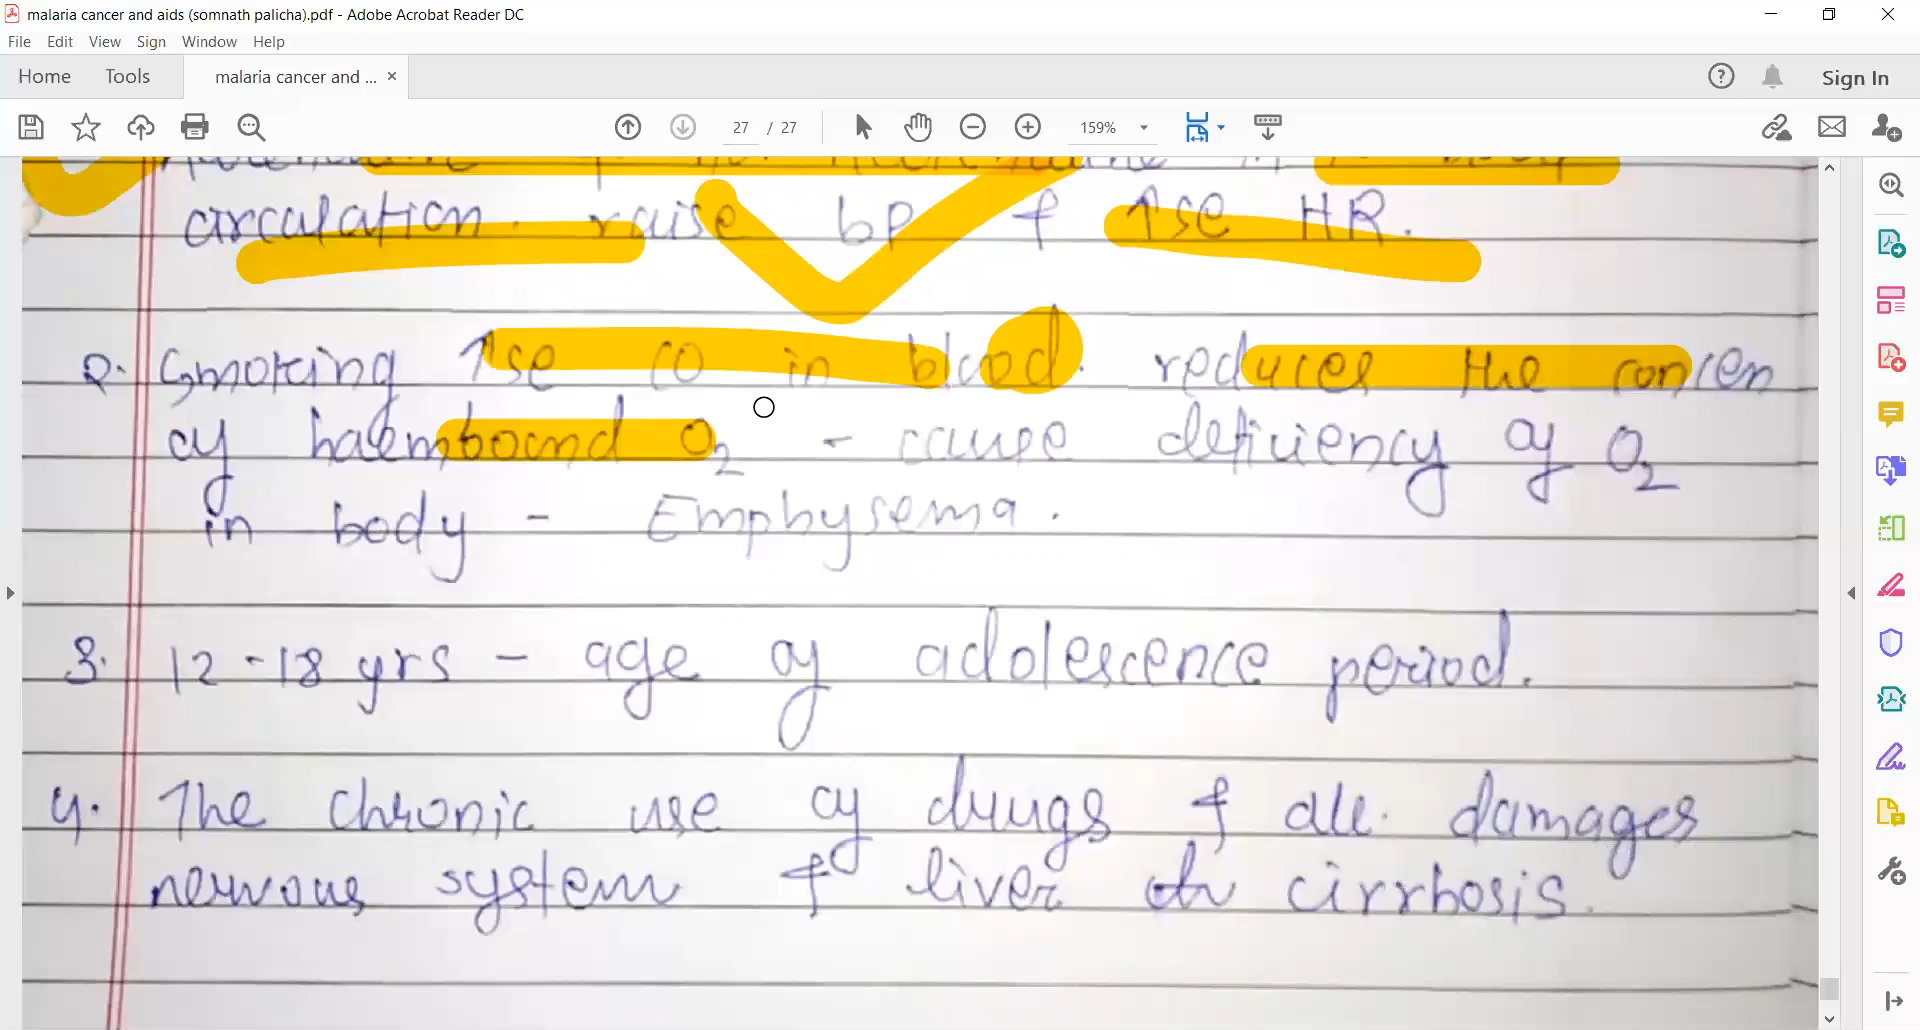 malaria cancer and aids (somnath palicha).pdf - Adobe Acrobat Reader DC
File Edit View Sign Window Help
Home Tools malaria cancer and ... × Sign In
27 / 27 159%
circulation. raise bP & ↑se HR.
2. Smoking ↑se CO in blood. reduces the concen
of haembound O2 - cause deficiency of O2
in body - Emphysema.
3. 12-18 yrs - age of adolescence period.
4. The chronic use of drugs & alc. damages
nervous system & liver cirrhosis.